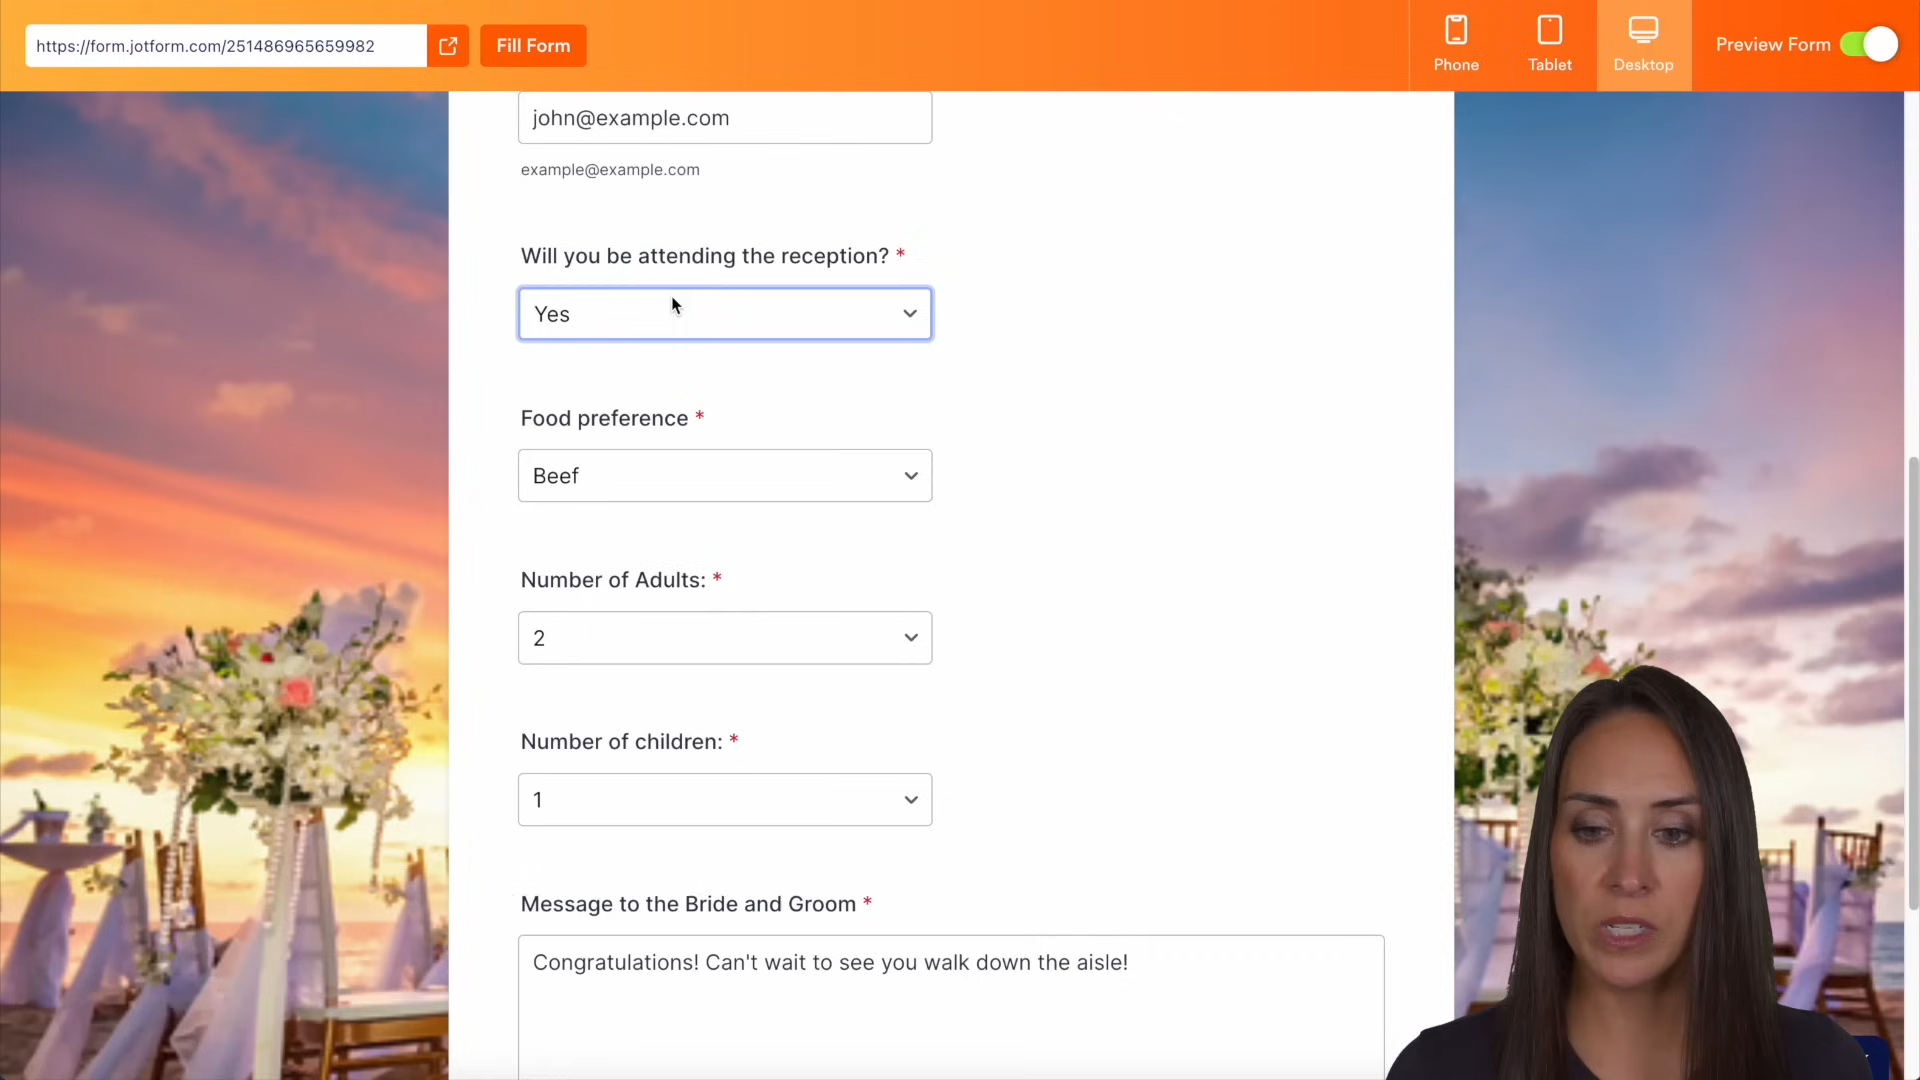 https://form.jotform.com/251486965659982
Fill Form
Phone
Tablet
Desktop
Preview Form
john@example.com
example@example.com
Will you be attending the reception? *
Yes
Food preference *
Beef
Number of Adults: *
2
Number of children: *
1
Message to the Bride and Groom *
Congratulations! Can't wait to see you walk down the aisle!